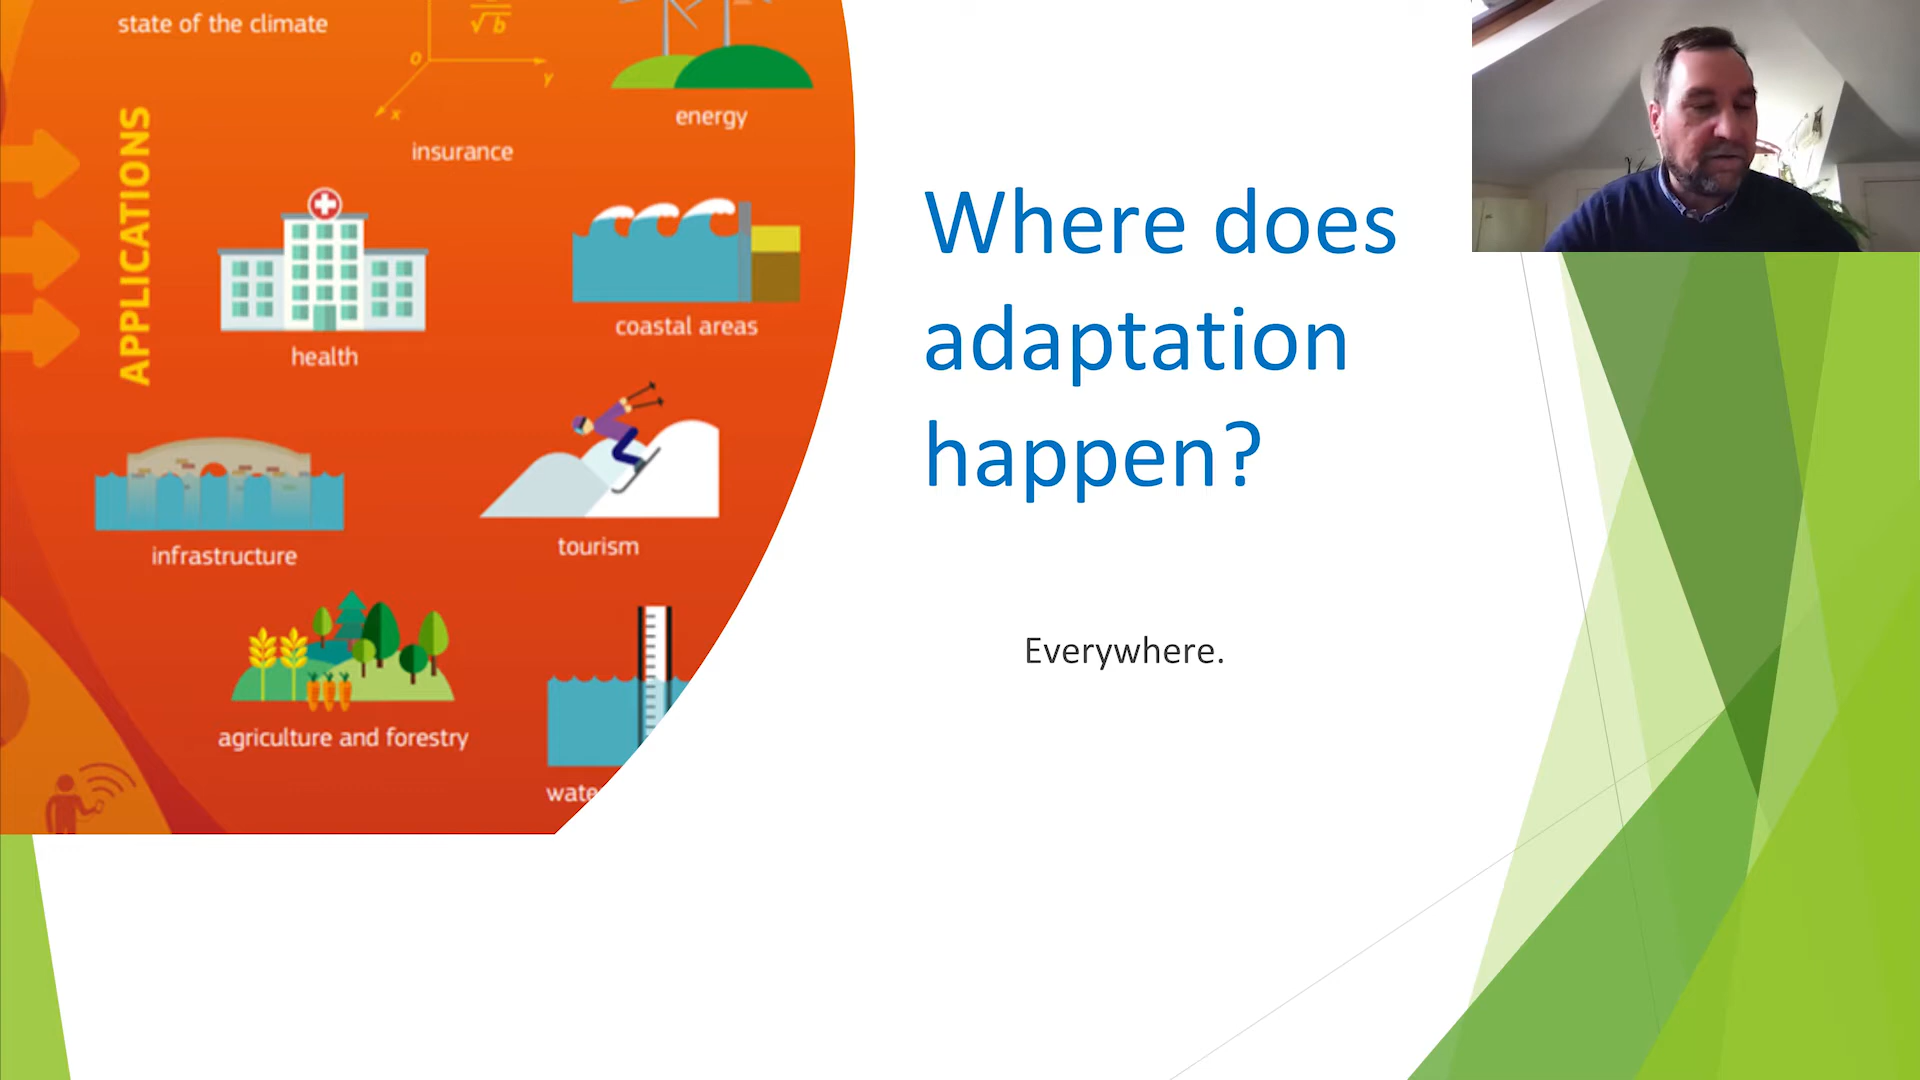 state of the climate
√b
o
y
x
insurance
energy
APPLICATIONS
health
coastal areas
infrastructure
tourism
agriculture and forestry
Where does
adaptation
happen?
Everywhere.